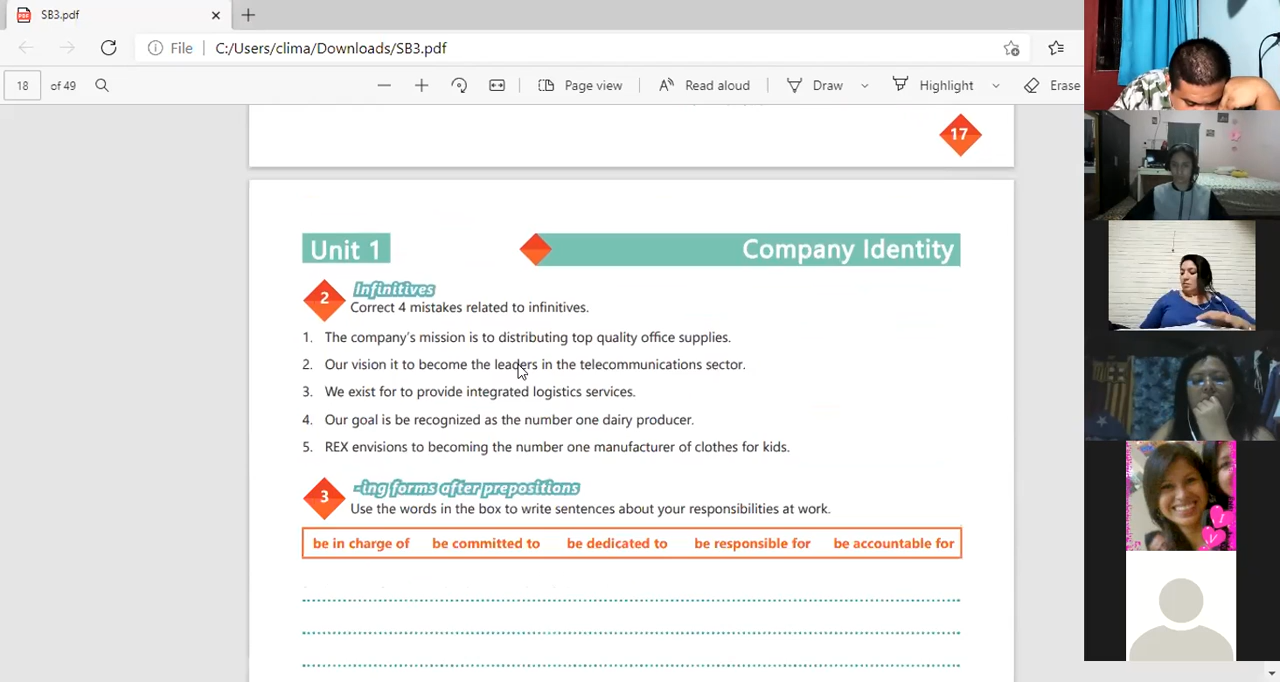 SB3.pdf
File C:/Users/clima/Downloads/SB3.pdf
18 of 49 Page view Read aloud Draw Highlight Erase
17
Unit 1 Company Identity
2 Infinitives
Correct 4 mistakes related to infinitives.
1. The company's mission is to distributing top quality office supplies.
2. Our vision it to become the leaders in the telecommunications sector.
3. We exist for to provide integrated logistics services.
4. Our goal is be recognized as the number one dairy producer.
5. REX envisions to becoming the number one manufacturer of clothes for kids.
3 -ing forms after prepositions
Use the words in the box to write sentences about your responsibilities at work.
be in charge of be committed to be dedicated to be responsible for be accountable for